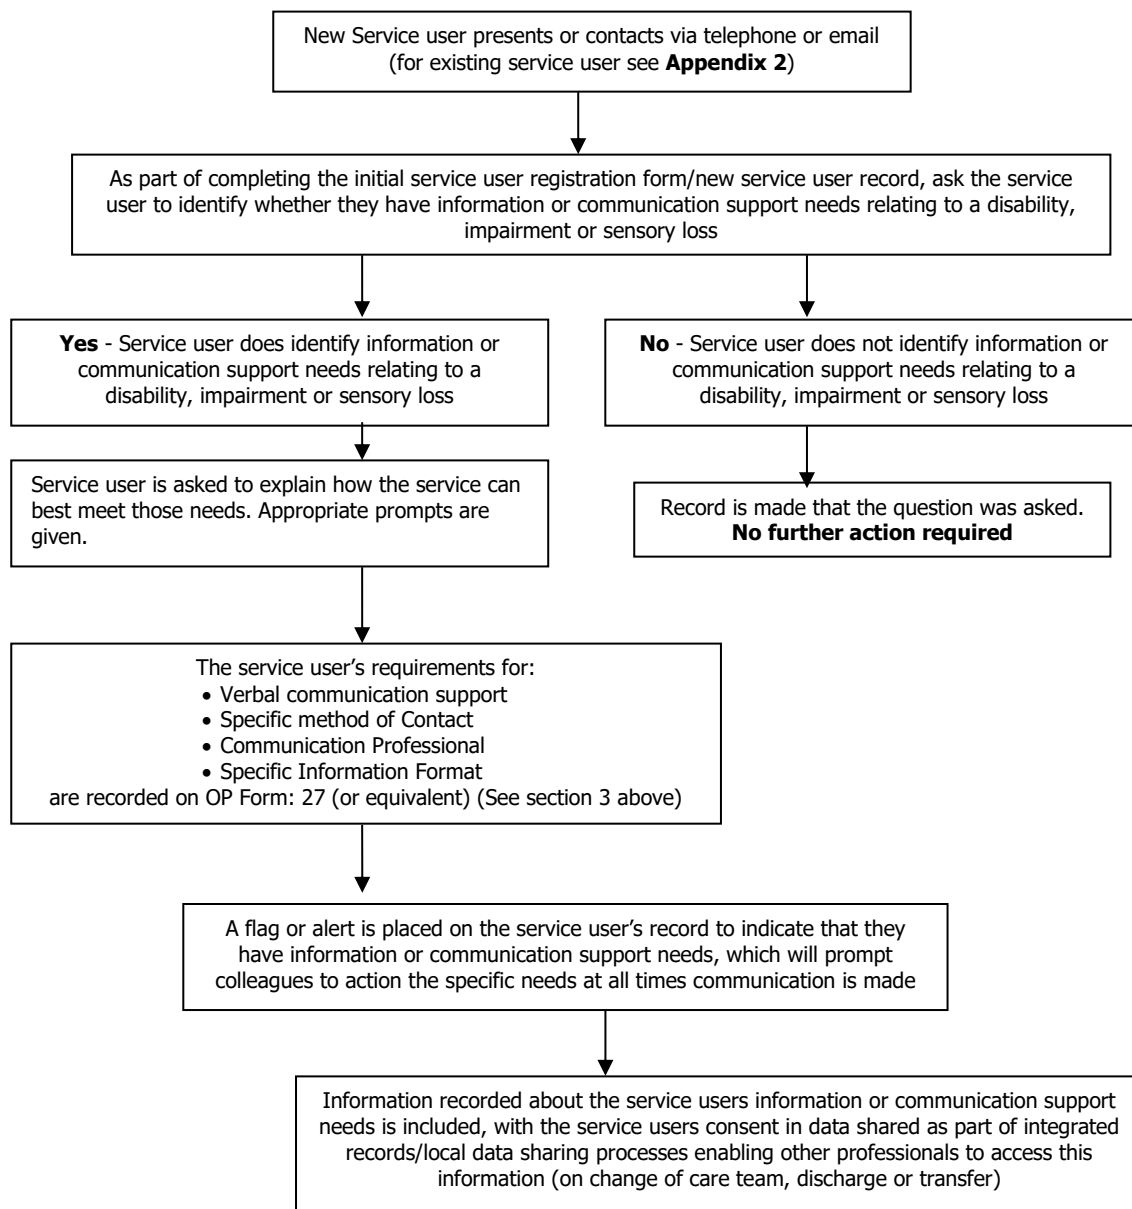 New Service user presents or contacts via telephone or email
(for existing service user see Appendix 2)
As part of completing the initial service user registration form/new service user record, ask the service
user to identify whether they have information or communication support needs relating to a disability,
impairment or sensory loss
Yes - Service user does identify information or
communication support needs relating to a
disability, impairment or sensory loss
No - Service user does not identify information or
communication support needs relating to a
disability, impairment or sensory loss
Service user is asked to explain how the service can
best meet those needs. Appropriate prompts are
given.
Record is made that the question was asked.
No further action required
The service user’s requirements for:
• Verbal communication support
• Specific method of Contact
• Communication Professional
• Specific Information Format
are recorded on OP Form: 27 (or equivalent) (See section 3 above)
A flag or alert is placed on the service user’s record to indicate that they
have information or communication support needs, which will prompt
colleagues to action the specific needs at all times communication is made
Information recorded about the service users information or communication support
needs is included, with the service users consent in data shared as part of integrated
records/local data sharing processes enabling other professionals to access this
information (on change of care team, discharge or transfer)